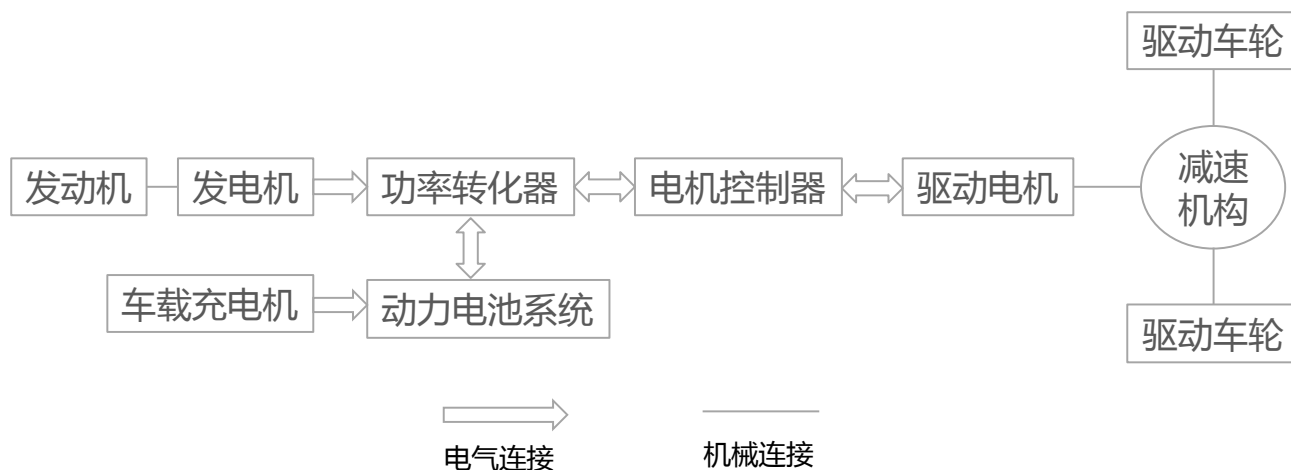 驱动车轮
发动机
发电机
功率转化器
电机控制器
驱动电机
减速
机构
车载充电机
动力电池系统
驱动车轮
电气连接
机械连接